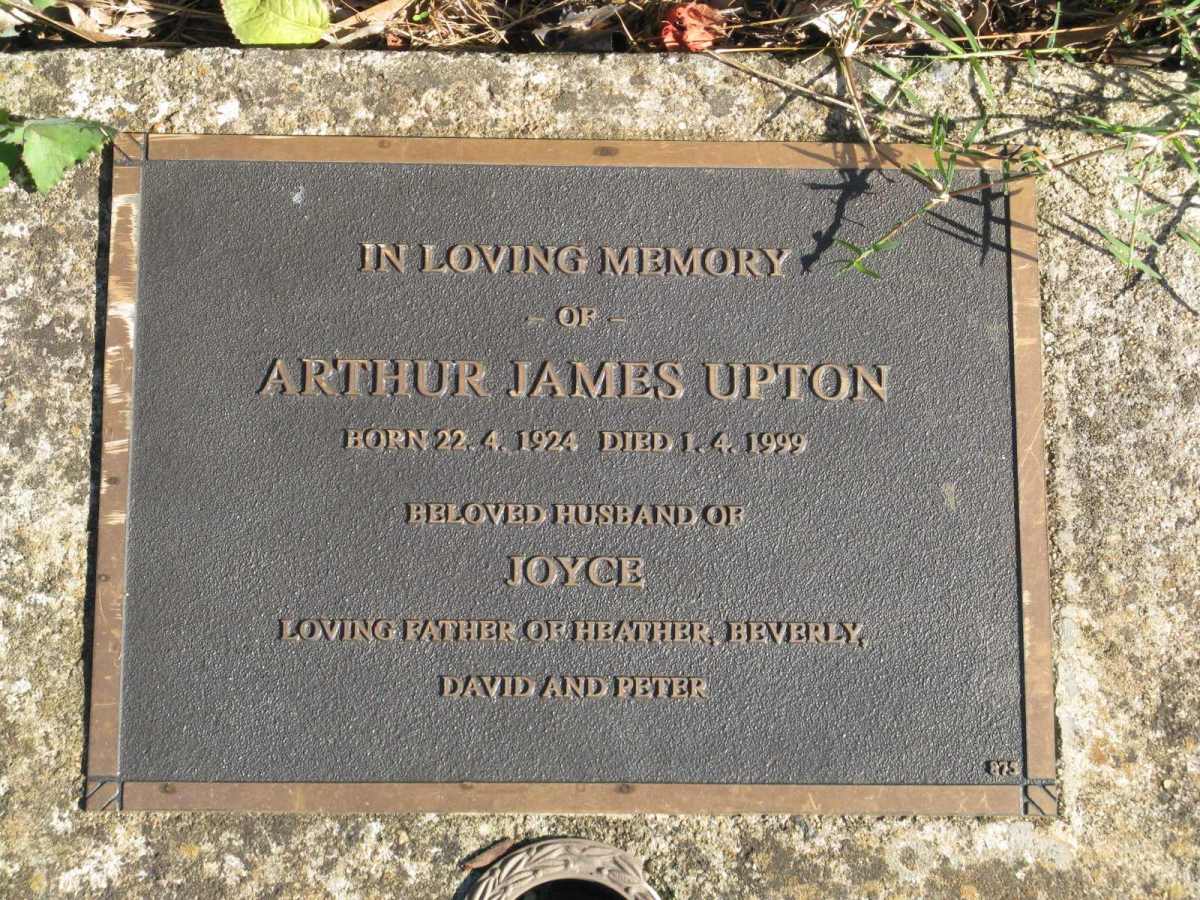 IN LOVING MEMORY
– OF –
ARTHUR JAMES UPTON
BORN 22. 4. 1924 DIED 1. 4. 1999
BELOVED HUSBAND OF
JOYCE
LOVING FATHER OF HEATHER, BEVERLY,
DAVID AND PETER
875